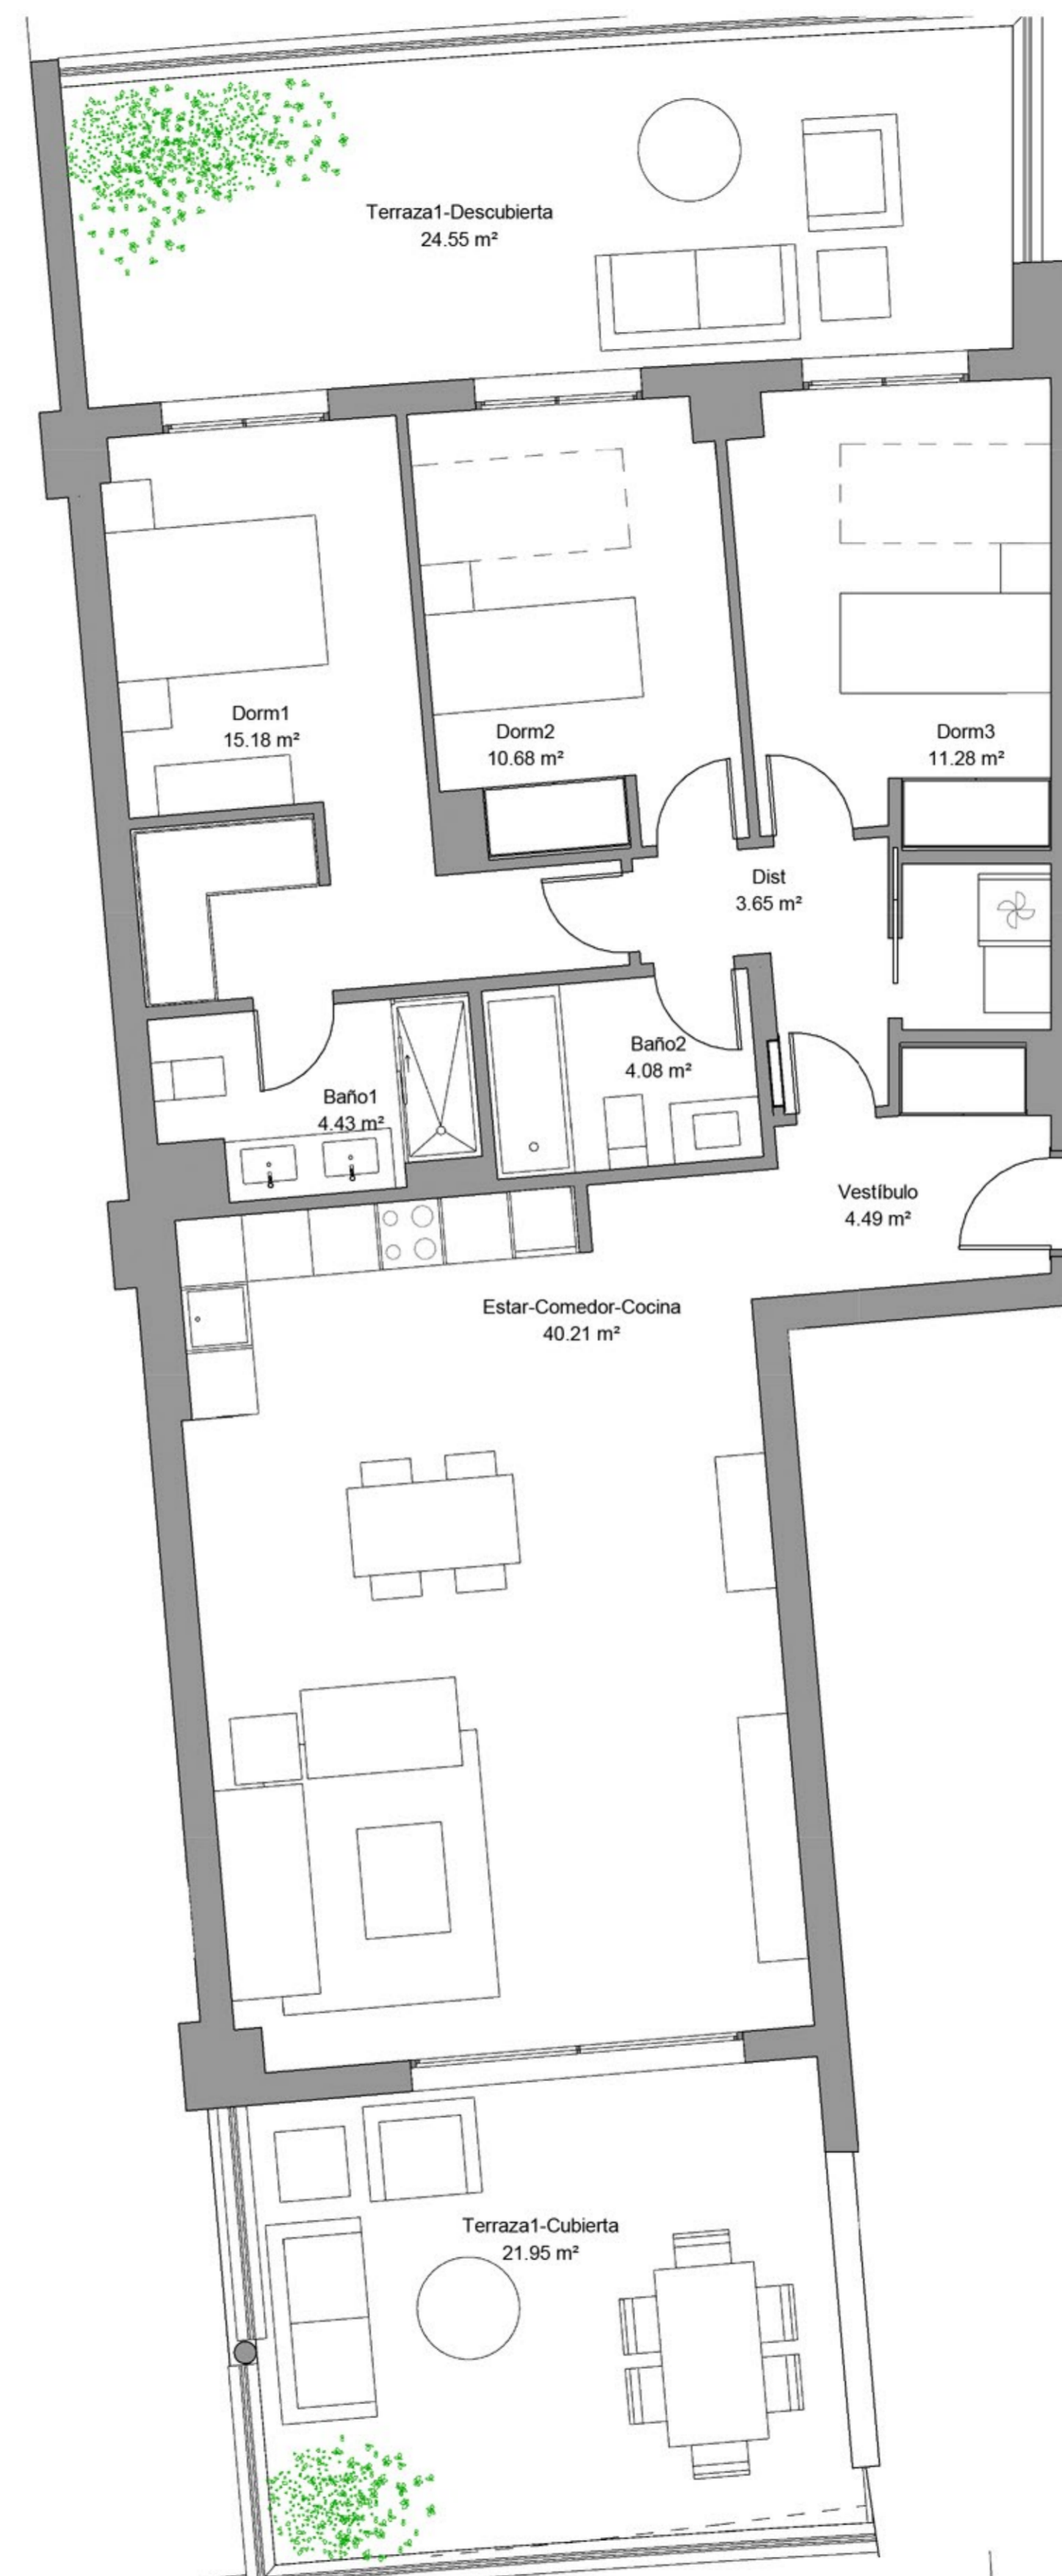 Terraza1-Descubierta
24.55 m²
Dorm1
15.18 m²
Dorm2
10.68 m²
Dorm3
11.28 m²
Dist
3.65 m²
Baño2
4.08 m²
Baño1
4.43 m²
Vestíbulo
4.49 m²
Estar-Comedor-Cocina
40.21 m²
Terraza1-Cubierta
21.95 m²